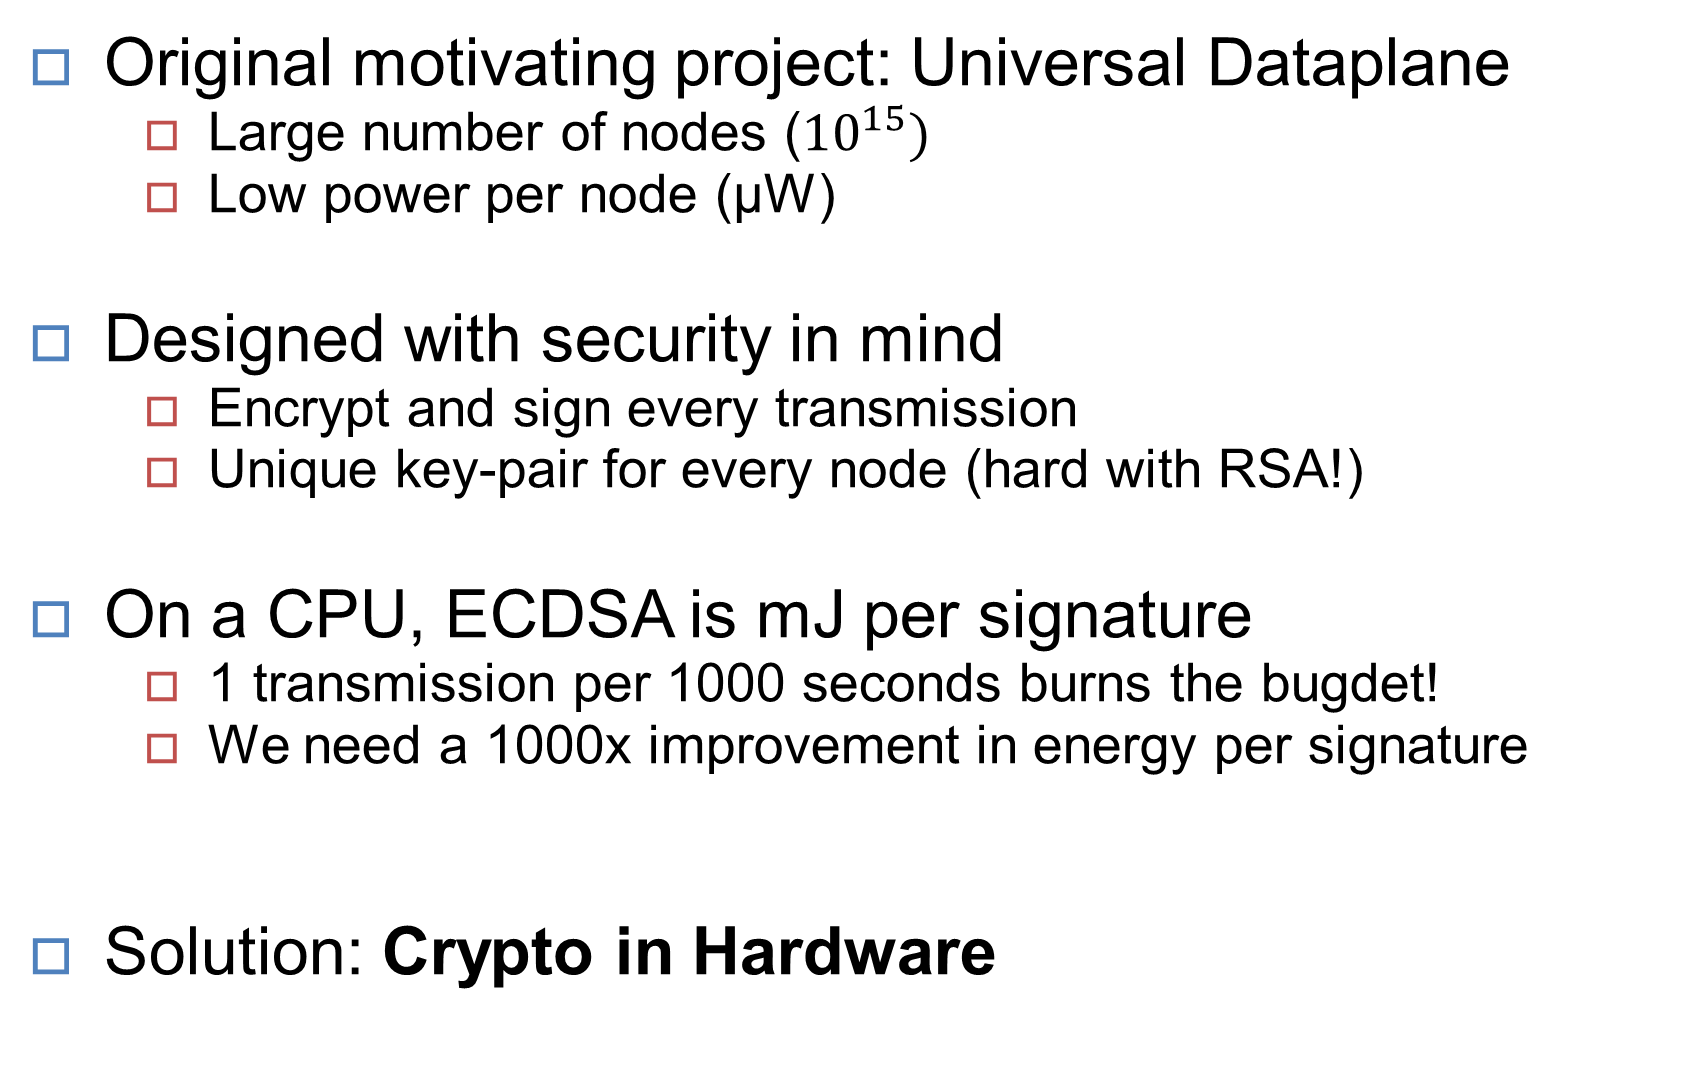 Original motivating project: Universal Dataplane
Large number of nodes (10¹⁵)
Low power per node (µW)
Designed with security in mind
Encrypt and sign every transmission
Unique key-pair for every node (hard with RSA!)
On a CPU, ECDSA is mJ per signature
1 transmission per 1000 seconds burns the bugdet!
We need a 1000x improvement in energy per signature
Solution: Crypto in Hardware